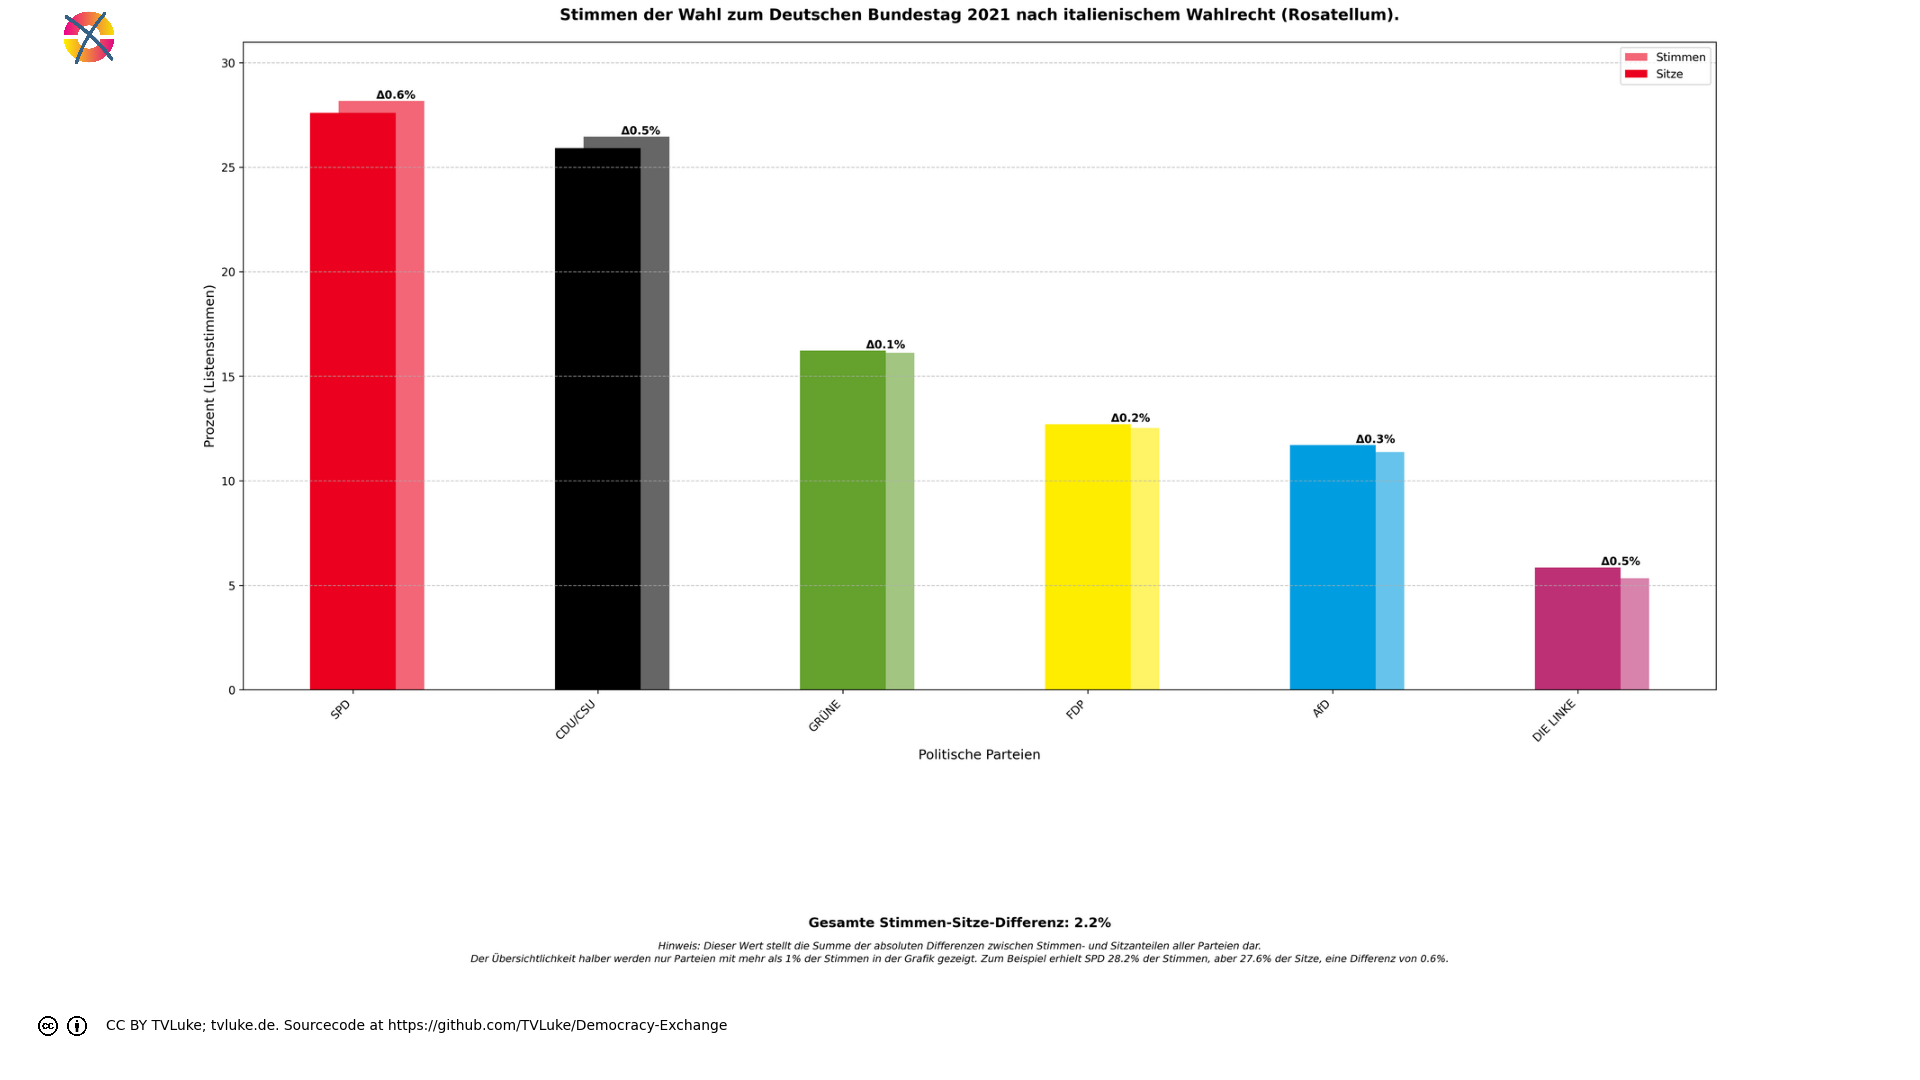 Stimmen der Wahl zum Deutschen Bundestag 2021 nach italienischem Wahlrecht (Rosatellum).
Stimmen
Sitze
Prozent (Listenstimmen)
30
25
20
15
10
5
0
Δ0.6%
Δ0.5%
Δ0.1%
Δ0.2%
Δ0.3%
Δ0.5%
SPD
CDU/CSU
GRÜNE
FDP
AfD
DIE LINKE
Politische Parteien
Gesamte Stimmen-Sitze-Differenz: 2.2%
Hinweis: Dieser Wert stellt die Summe der absoluten Differenzen zwischen Stimmen- und Sitzanteilen aller Parteien dar.
Der Übersichtlichkeit halber werden nur Parteien mit mehr als 1% der Stimmen in der Grafik gezeigt. Zum Beispiel erhielt SPD 28.2% der Stimmen, aber 27.6% der Sitze, eine Differenz von 0.6%.
cc CC BY TVLuke; tvluke.de. Sourcecode at https://github.com/TVLuke/Democracy-Exchange